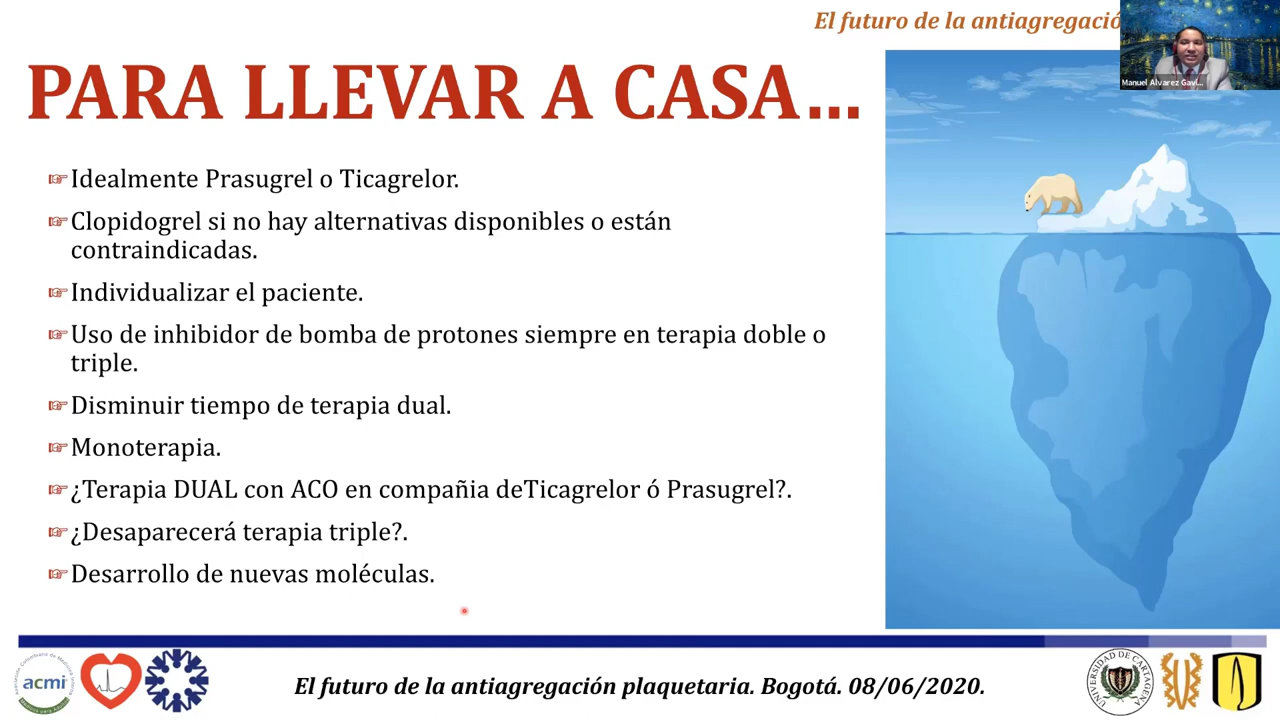 El futuro de la antiagregació
Manuel Alvarez Gavi...
PARA LLEVAR A CASA...
Idealmente Prasugrel o Ticagrelor.
Clopidogrel si no hay alternativas disponibles o están
contraindicadas.
Individualizar el paciente.
Uso de inhibidor de bomba de protones siempre en terapia doble o
triple.
Disminuir tiempo de terapia dual.
Monoterapia.
¿Terapia DUAL con ACO en compañia deTicagrelor ó Prasugrel?.
¿Desaparecerá terapia triple?.
Desarrollo de nuevas moléculas.
acmi
El futuro de la antiagregación plaquetaria. Bogotá. 08/06/2020.
UNIVERSIDAD DE CARTAGENA